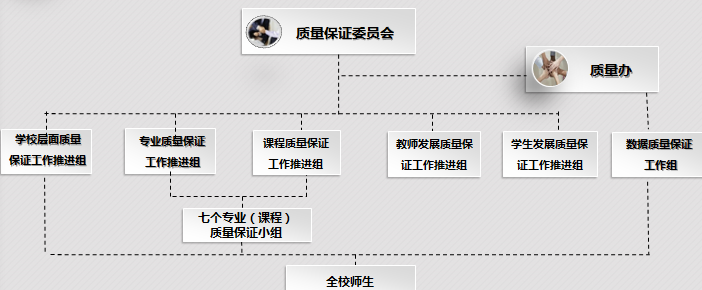 质量保证委员会
质量办
学校层面质量
保证工作推进组
专业质量保证
工作推进组
课程质量保证
工作推进组
教师发展质量保
证工作推进组
学生发展质量保
证工作推进组
数据质量保证
工作组
七个专业（课程）
质量保证小组
全校师生